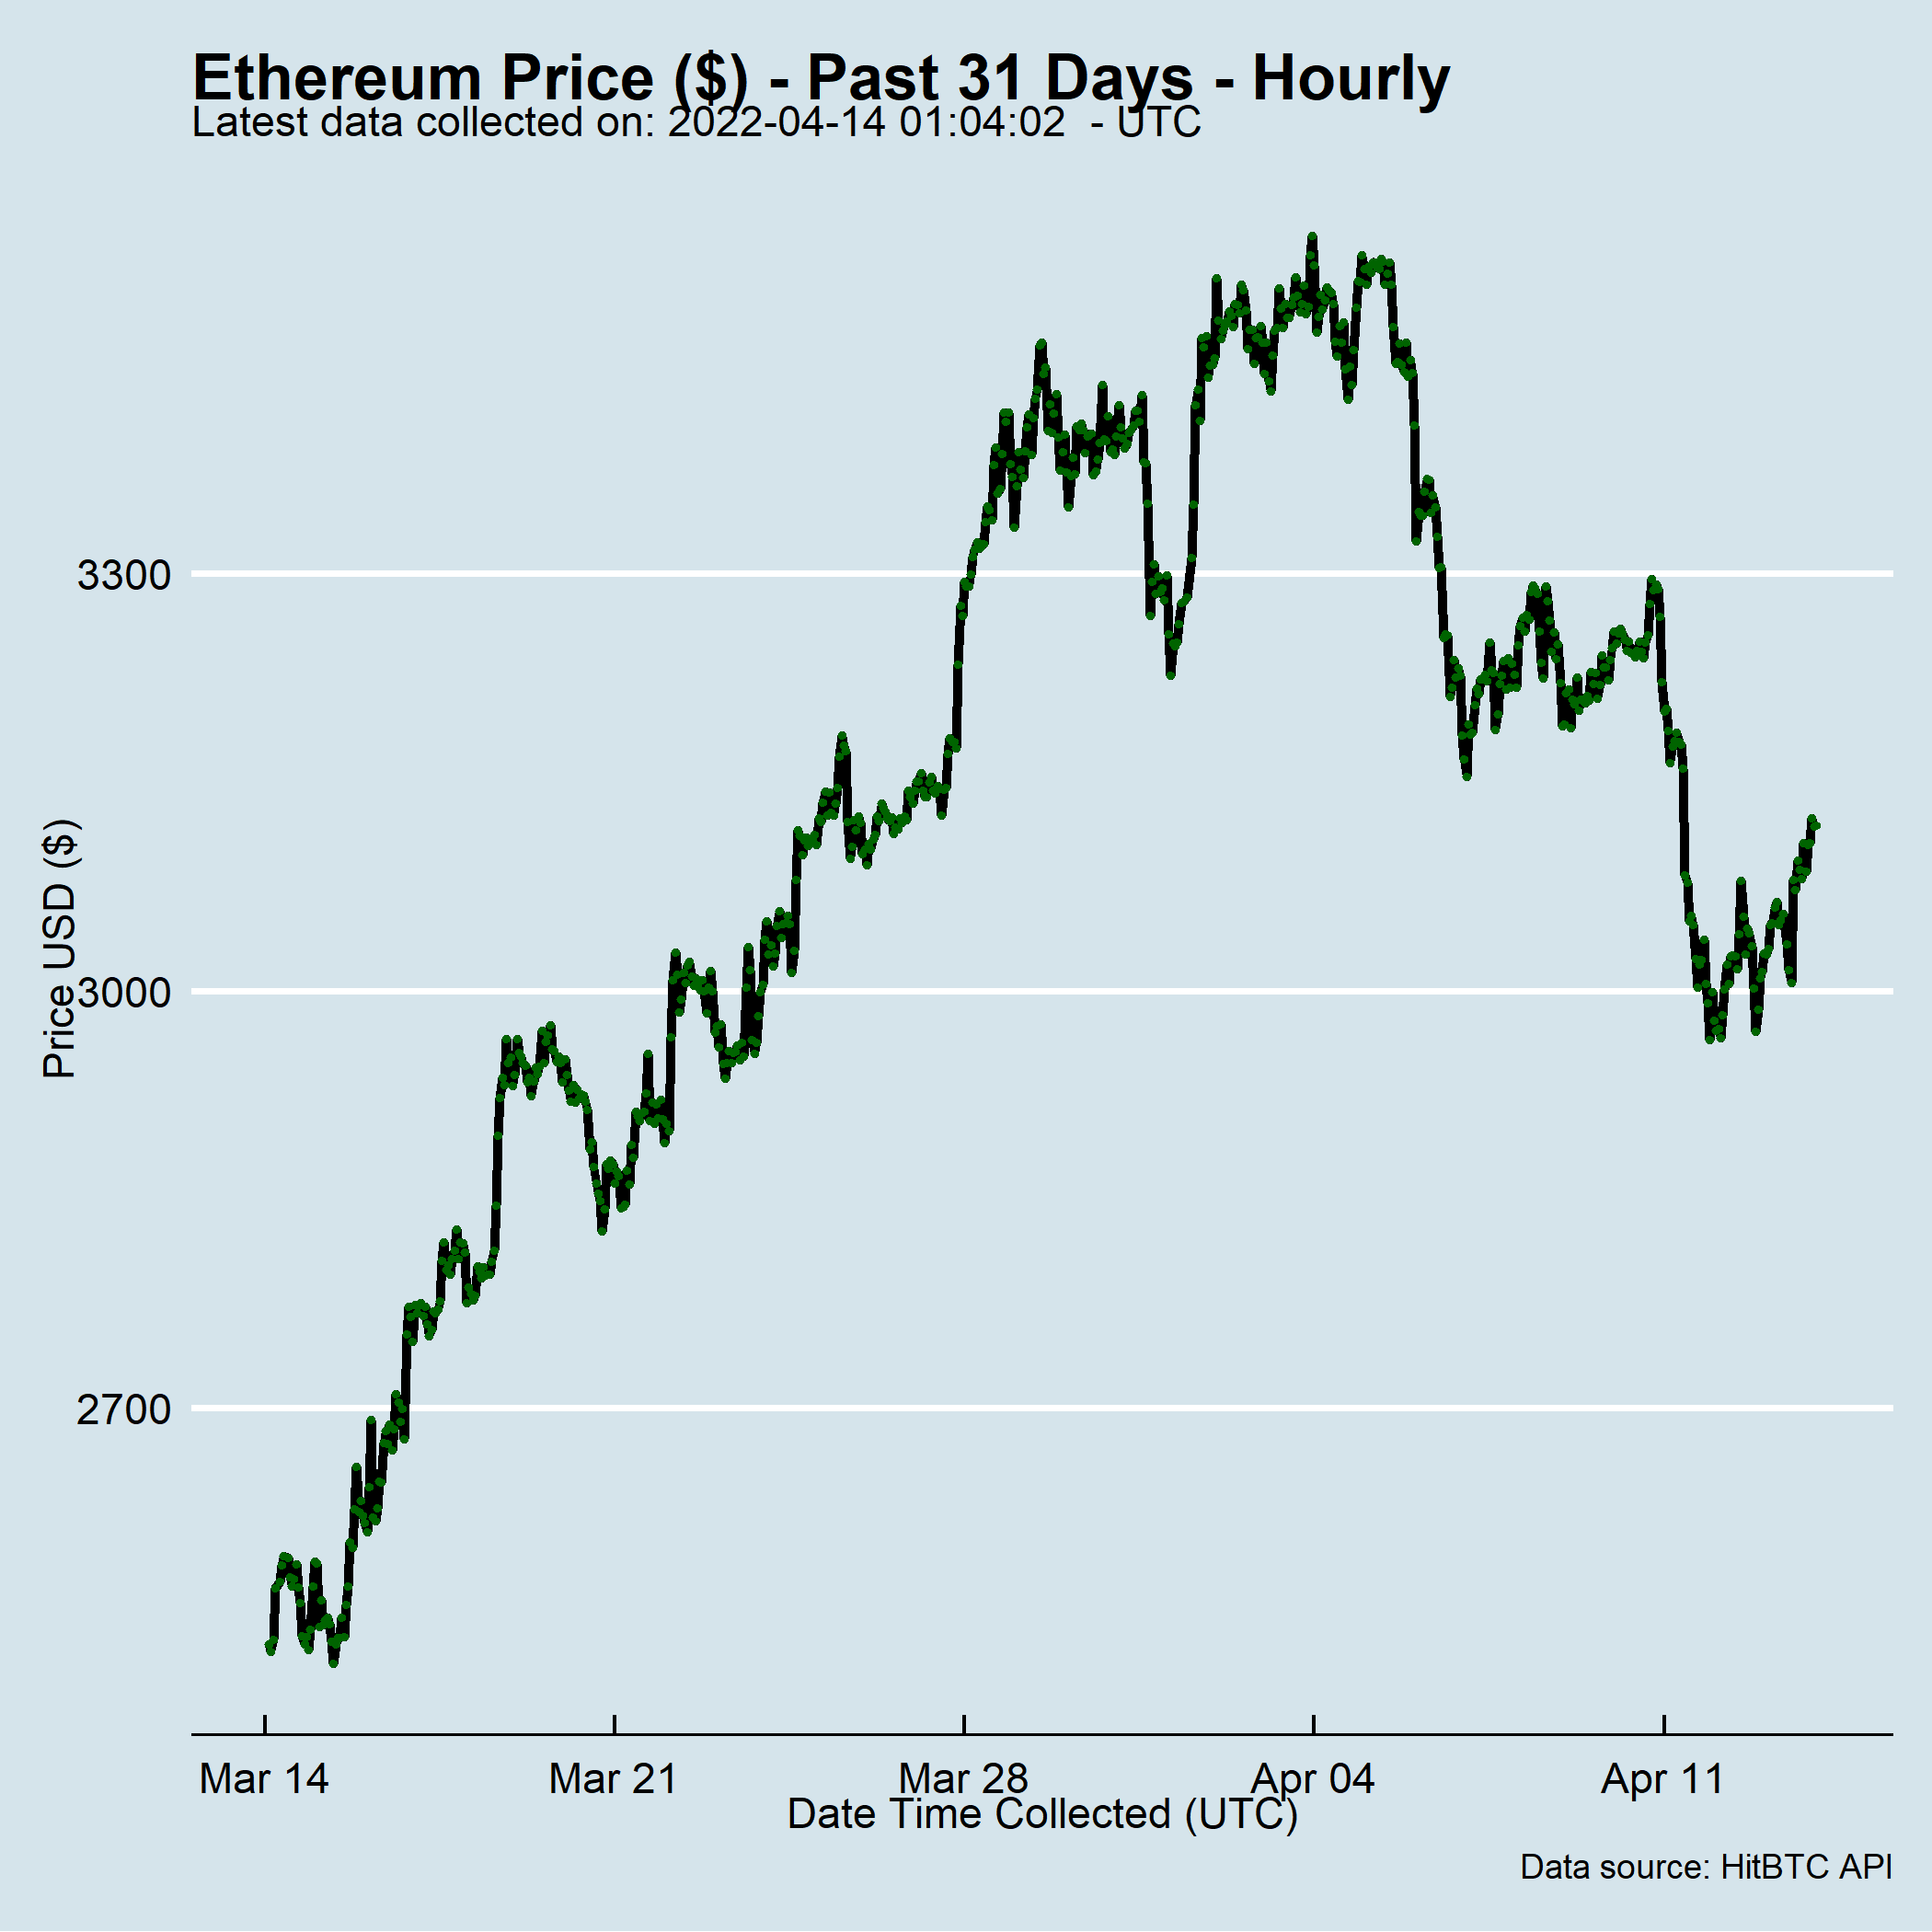 Ethereum Price ($) - Past 31 Days - Hourly
Latest data collected on: 2022-04-14 01:04:02  - UTC
Price USD ($)
3300
3000
2700
Mar 14
Mar 21
Mar 28
Apr 04
Apr 11
Date Time Collected (UTC)
Data source: HitBTC API